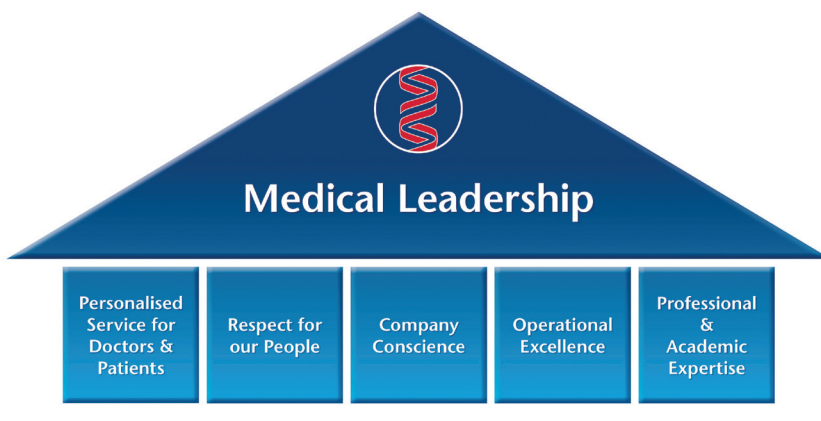 Medical Leadership
Personalised
Service for
Doctors &
Patients
Respect for
our People
Company
Conscience
Operational
Excellence
Professional
&
Academic
Expertise